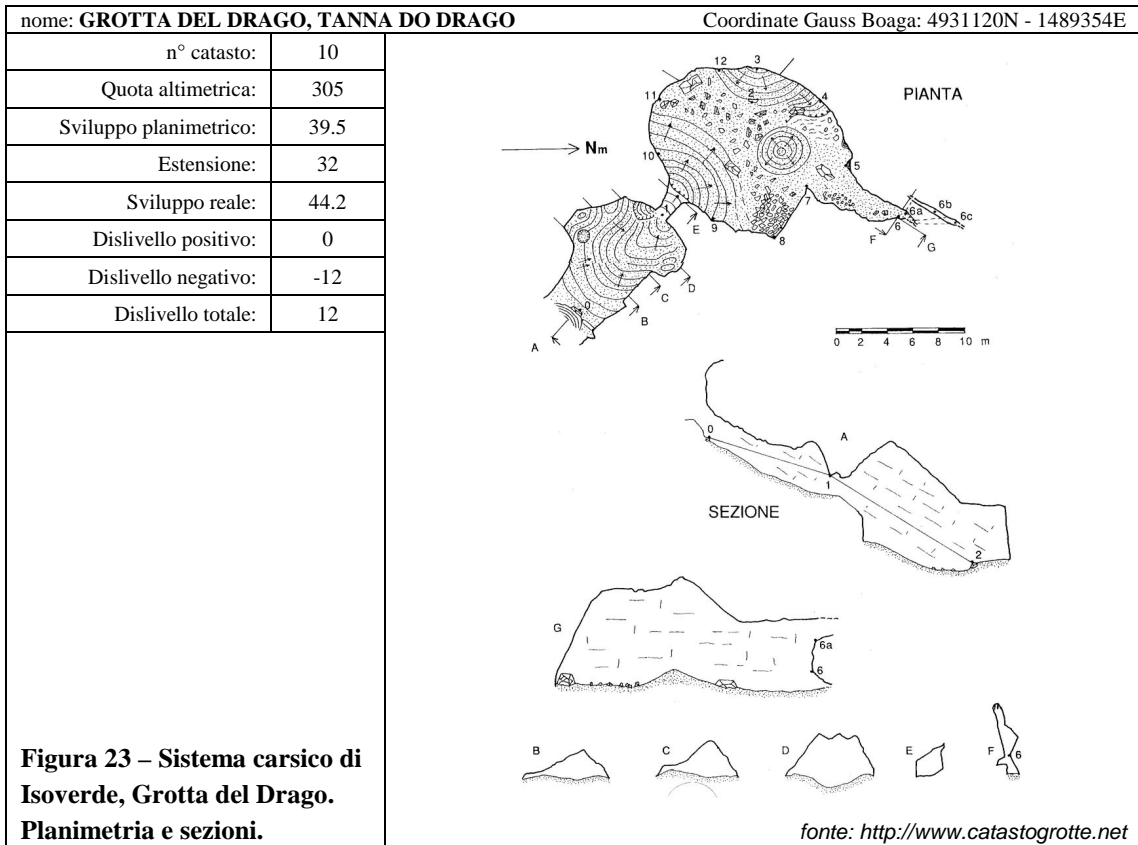 nome: GROTTA DEL DRAGO, TANNA DO DRAGO Coordinate Gauss Boaga: 4931120N - 1489354E
n° catasto: 10
Quota altimetrica: 305
Sviluppo planimetrico: 39.5
Estensione: 32
Sviluppo reale: 44.2
Dislivello positivo: 0
Dislivello negativo: -12
Dislivello totale: 12
12 3
PIANTA
2 4
11
Nm
10
5
7
6b
6a 6c
1
E
9
8
F 6
G
D
C
0
B
A
0 2 4 6 8 10 m
0
A
1
SEZIONE
2
G
6a
6
B C D E F 6
Figura 23 – Sistema carsico di
Isoverde, Grotta del Drago.
Planimetria e sezioni.
fonte: http://www.catastogrotte.net